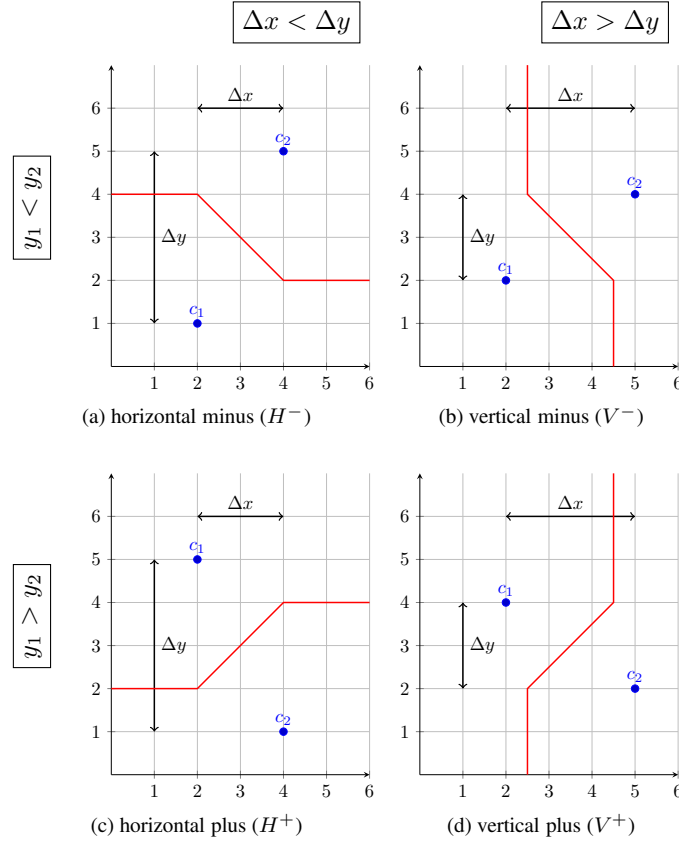 Δx < Δy
Δx > Δy
y₁ < y₂
6
5
4
3
2
1
1 2 3 4 5 6
Δx
Δy
c₁
c₂
(a) horizontal minus (H⁻)
6
5
4
3
2
1
1 2 3 4 5 6
Δx
Δy
c₁
c₂
(b) vertical minus (V⁻)
y₁ > y₂
6
5
4
3
2
1
1 2 3 4 5 6
Δx
Δy
c₁
c₂
(c) horizontal plus (H⁺)
6
5
4
3
2
1
1 2 3 4 5 6
Δx
Δy
c₁
c₂
(d) vertical plus (V⁺)